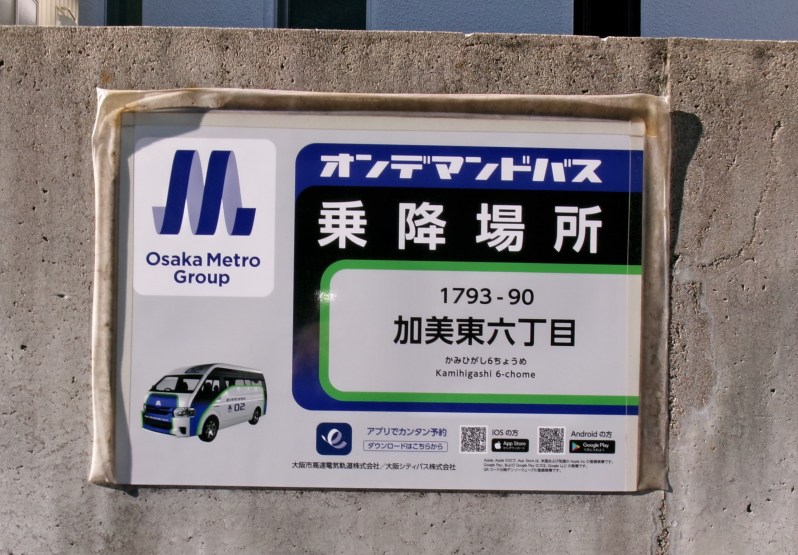 Osaka Metro
Group
オンデマンドバス
乗降場所
1793-90
加美東六丁目
かみひがし6ちょうめ
Kamihigashi 6-chome
02
アプリでカンタン予約
ダウンロードはこちらから
iOSの方
App Store
Androidの方
Google Play
大阪市高速電気軌道株式会社／大阪シティバス株式会社